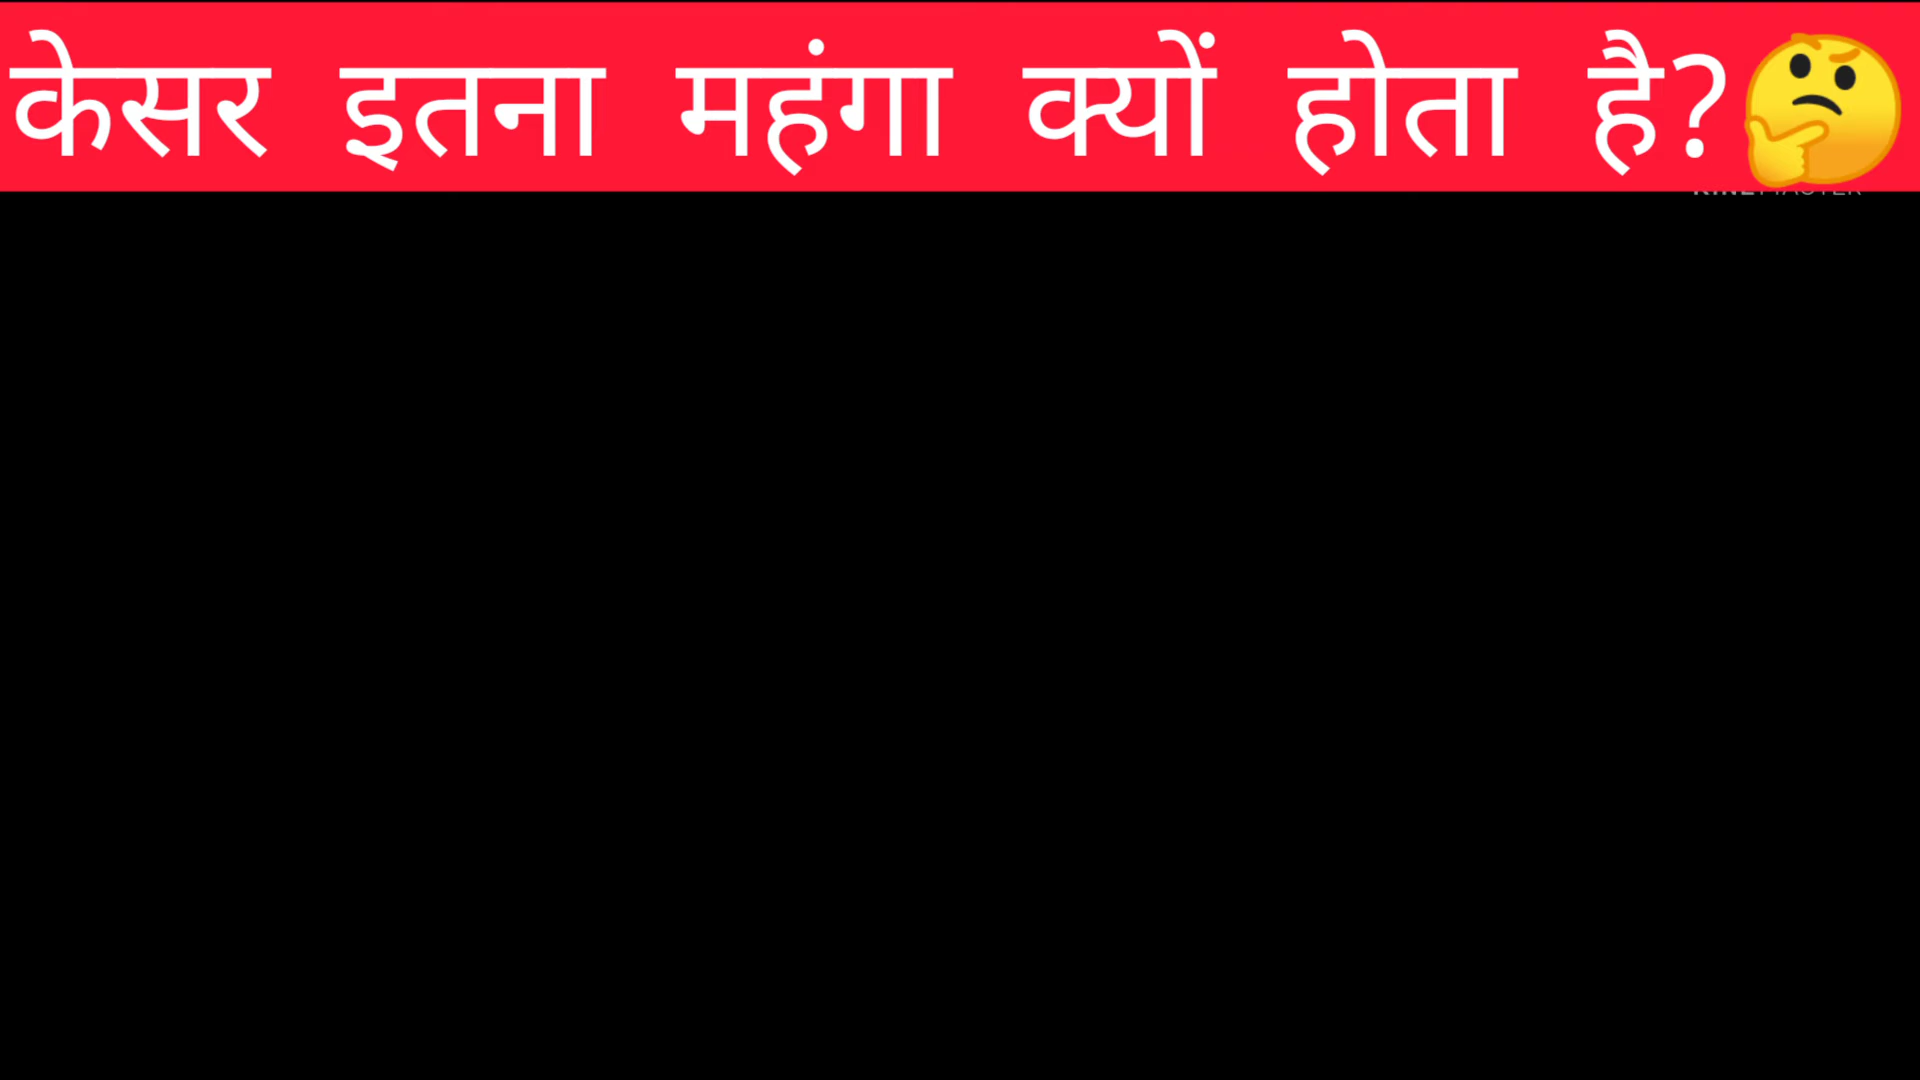 केसर इतना महंगा क्यों होता है?🤔